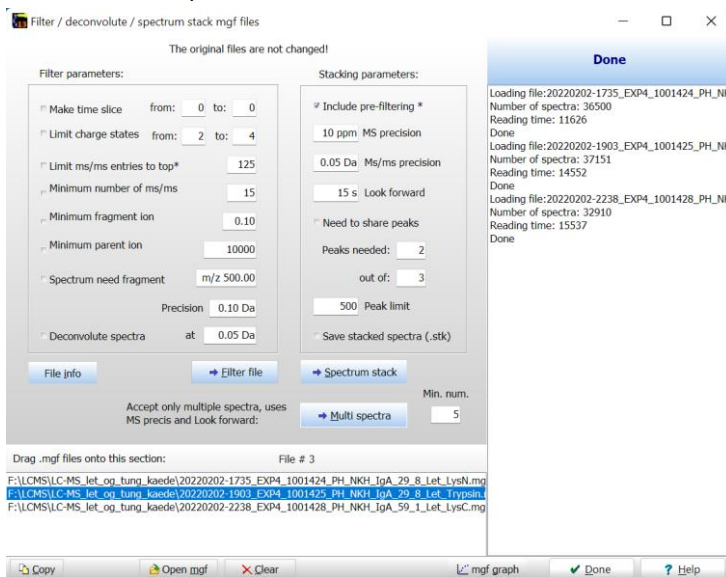 Filter / deconvolute / spectrum stack mgf files
The original files are not changed!
Filter parameters:
Make time slice from: 0 to: 0
Limit charge states from: 2 to: 4
Limit ms/ms entries to top* 125
Minimum number of ms/ms 15
Minimum fragment ion 0.10
Minimum parent ion 10000
Spectrum need fragment m/z 500.00
Precision 0.10 Da
Deconvolute spectra at 0.05 Da
File info
Filter file
Stacking parameters:
Include pre-filtering *
10 ppm MS precision
0.05 Da Ms/ms precision
15 s Look forward
Need to share peaks
Peaks needed: 2
out of: 3
500 Peak limit
Save stacked spectra (.stk)
Spectrum stack
Accept only multiple spectra, uses
MS precis and Look forward:
Multi spectra
Min. num.
5
Drag .mgf files onto this section: File # 3
F:\LCMS\LC-MS_let_og_tung_kaede\20220202-1735_EXP4_1001424_PH_NKH_IgA_29_8_Let_LysN.mg
F:\LCMS\LC-MS_let_og_tung_kaede\20220202-1903_EXP4_1001425_PH_NKH_IgA_29_8_Let_Trypsin.
F:\LCMS\LC-MS_let_og_tung_kaede\20220202-2238_EXP4_1001428_PH_NKH_IgA_59_1_Let_LysC.mg
Done
Loading file:20220202-1735_EXP4_1001424_PH_N
Number of spectra: 36500
Reading time: 11626
Done
Loading file:20220202-1903_EXP4_1001425_PH_N
Number of spectra: 37151
Reading time: 14552
Done
Loading file:20220202-2238_EXP4_1001428_PH_N
Number of spectra: 32910
Reading time: 15537
Done
Copy
Open mgf
Clear
mgf graph
Done
Help